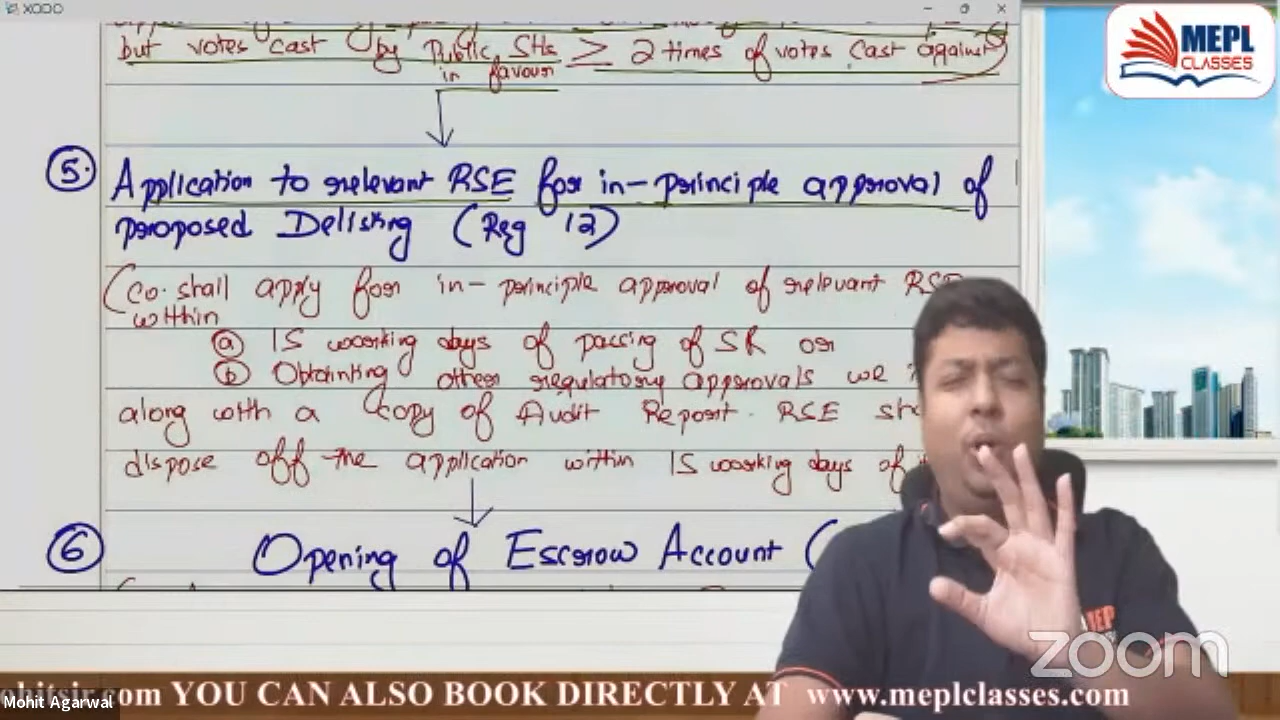 XODO
but votes cast by Public SHs ≥ 2 times of votes cast against
in favour
MEPL
CLASSES
5. Application to relevant RSE for in-principle approval of
proposed Delisting (Reg 12)
(Co. shall apply for in-principle approval of relevant RSE
within
a 15 working days of passing of SR or
b Obtaining other regulatory approvals
along with a copy of Audit Report. RSE
dispose off the application within 15 working days of
6 Opening of Escrow Account (
MEP
zoom
.com YOU CAN ALSO BOOK DIRECTLY AT www.meplclasses.com
Mohit Agarwal